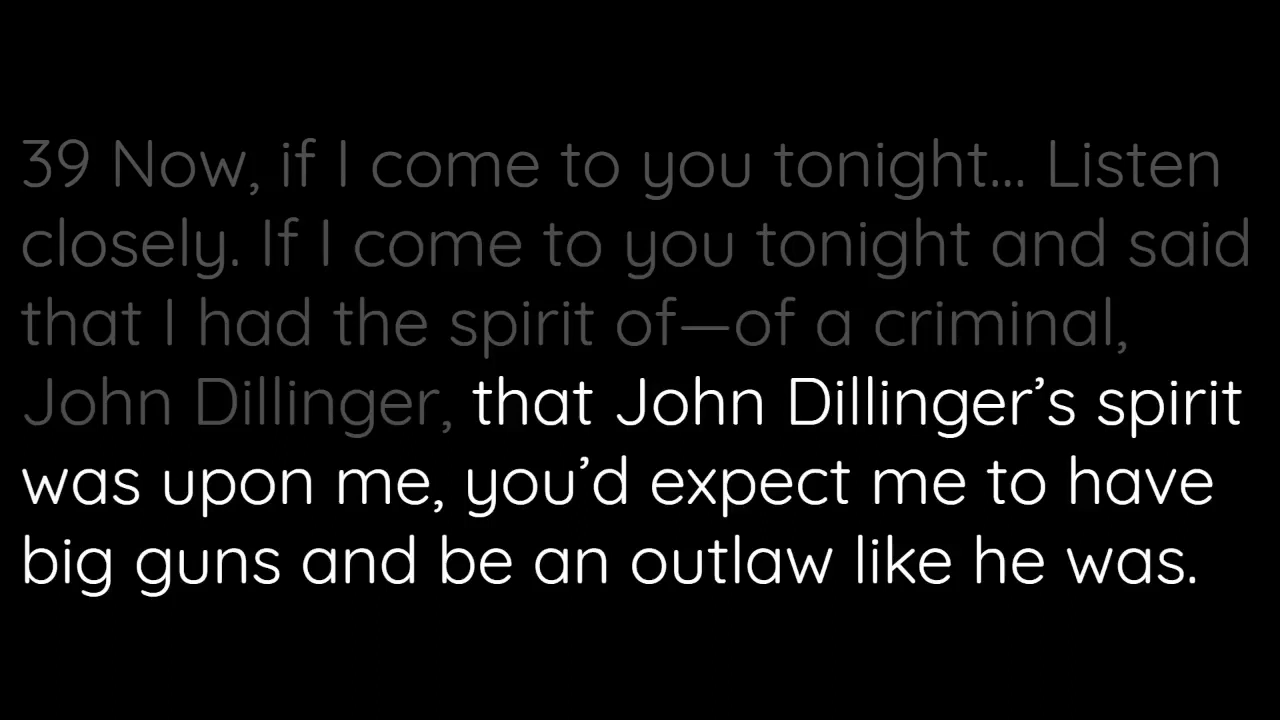 39 Now, if I come to you tonight... Listen
closely. If I come to you tonight and said
that I had the spirit of—of a criminal,
John Dillinger, that John Dillinger’s spirit
was upon me, you’d expect me to have
big guns and be an outlaw like he was.